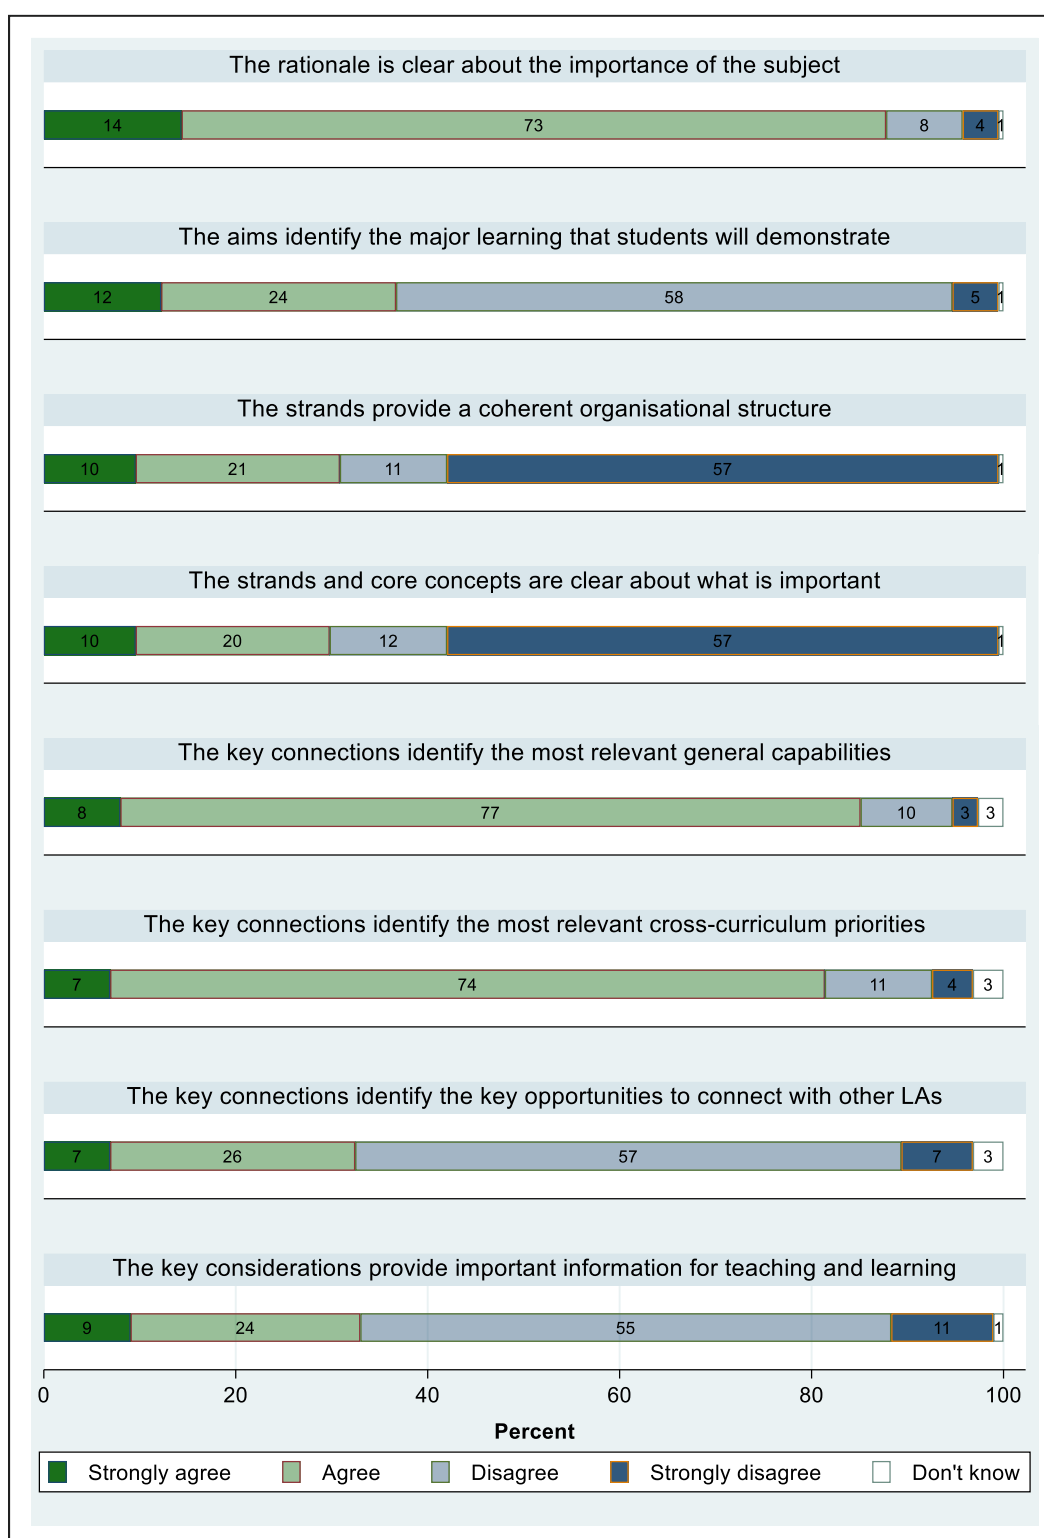 The rationale is clear about the importance of the subject
14 73 8 4 1
The aims identify the major learning that students will demonstrate
12 24 58 5 1
The strands provide a coherent organisational structure
10 21 11 57 1
The strands and core concepts are clear about what is important
10 20 12 57 1
The key connections identify the most relevant general capabilities
8 77 10 3 3
The key connections identify the most relevant cross-curriculum priorities
7 74 11 4 3
The key connections identify the key opportunities to connect with other LAs
7 26 57 7 3
The key considerations provide important information for teaching and learning
9 24 55 11 1
0 20 40 60 80 100
Percent
Strongly agree Agree Disagree Strongly disagree Don't know